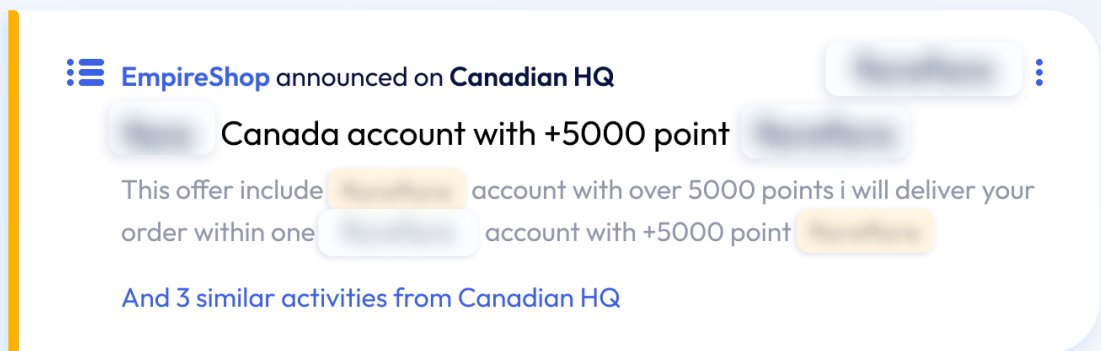 EmpireShop announced on Canadian HQ
Canada account with +5000 point
This offer include account with over 5000 points i will deliver your
order within one account with +5000 point
And 3 similar activities from Canadian HQ